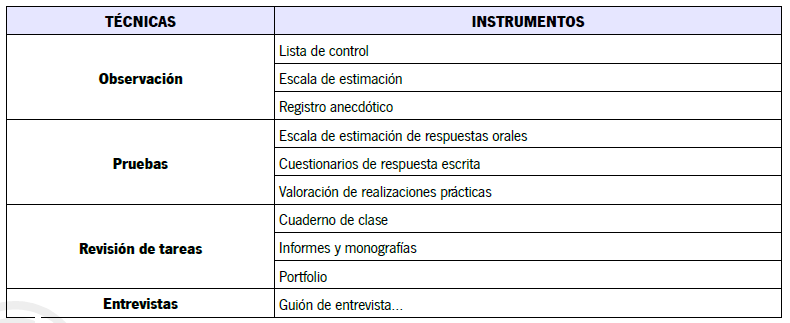 TÉCNICAS INSTRUMENTOS
Lista de control
Observación Escala de estimación
Registro anecdótico
Escala de estimación de respuestas orales
Pruebas Cuestionarios de respuesta escrita
Valoración de realizaciones prácticas
Cuaderno de clase
Revisión de tareas Informes y monografías
Portfolio
Entrevistas Guión de entrevista...